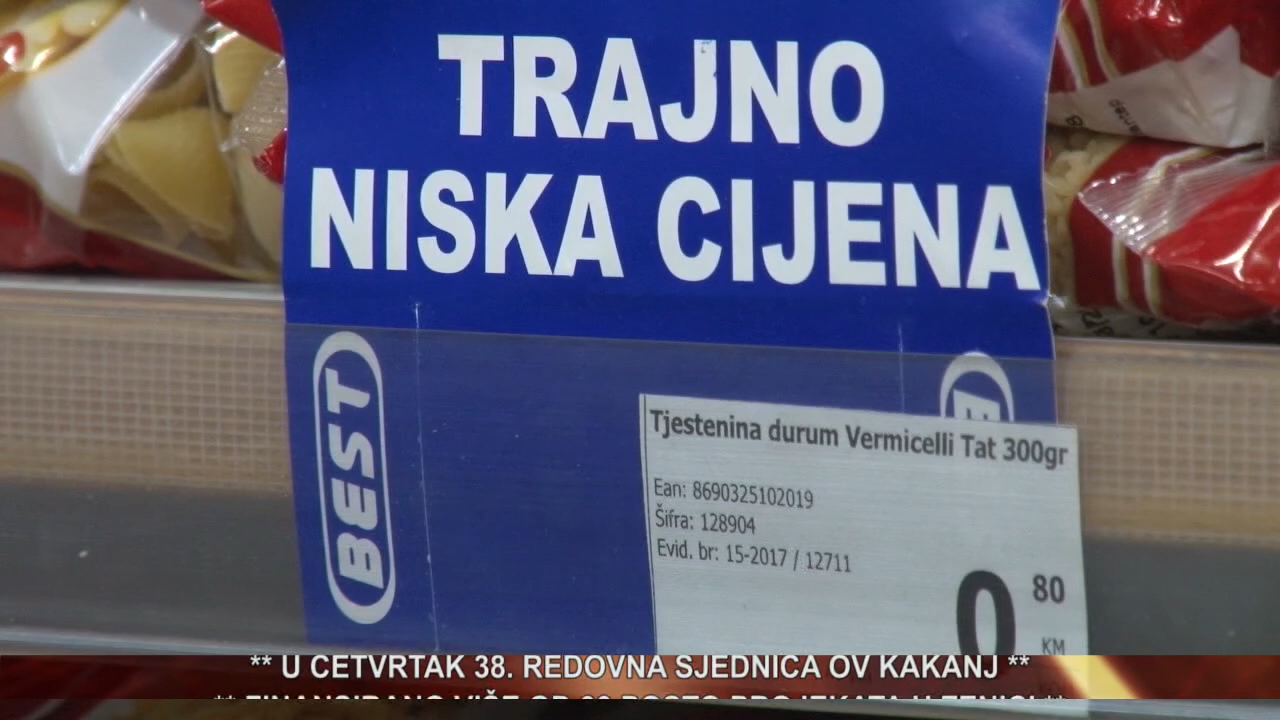 TRAJNO
NISKA CIJENA
BEST
Tjestenina durum Vermicelli Tat 300gr
Ean: 8690325102019
Šifra: 128904
Evid. br: 15-2017 / 12711
0 80
KM
** U CETVRTAK 38. REDOVNA SJEDNICA OV KAKANJ **